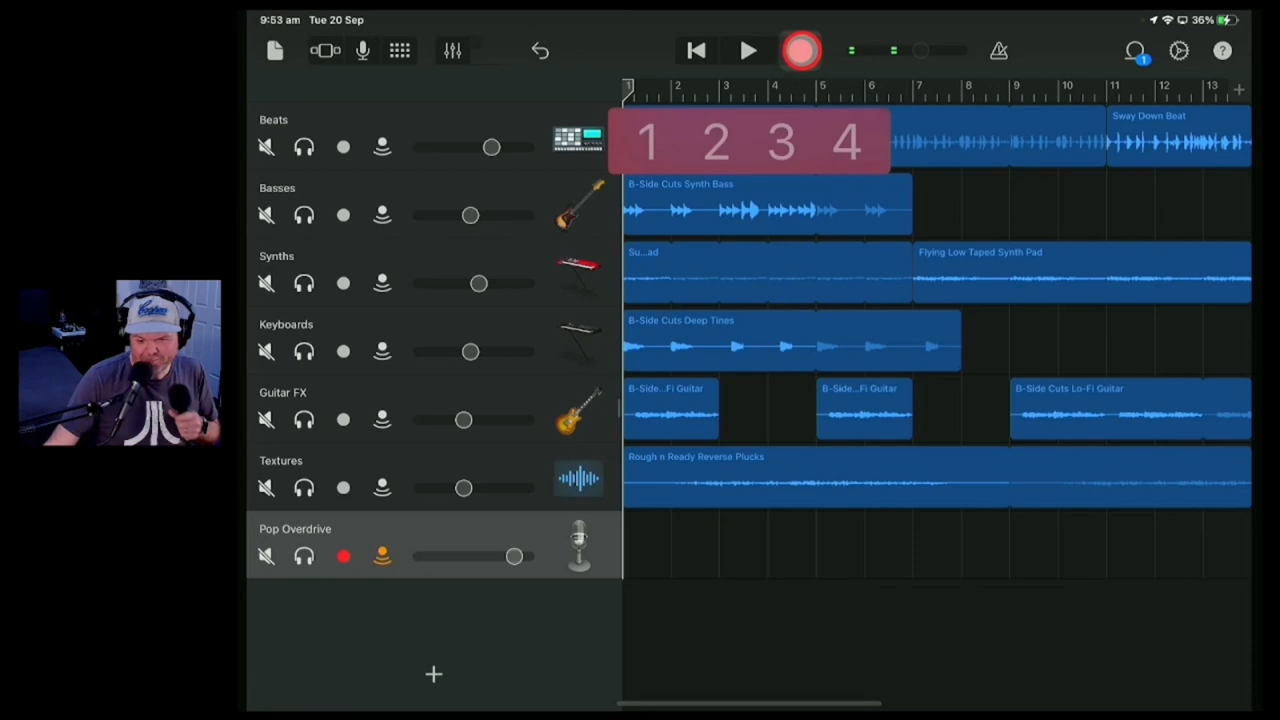 9:53 am Tue 20 Sep
36%
1
?
1 2 3 4 5 6 7 8 9 10 11 12 13
Beats
1 2 3 4
Sway Down Beat
Basses
B-Side Cuts Synth Bass
Synths
Su...ad
Flying Low Taped Synth Pad
Keyboards
B-Side Cuts Deep Tines
Guitar FX
B-Side...Fi Guitar
B-Side...Fi Guitar
B-Side Cuts Lo-Fi Guitar
Textures
Rough n Ready Reverse Plucks
Pop Overdrive